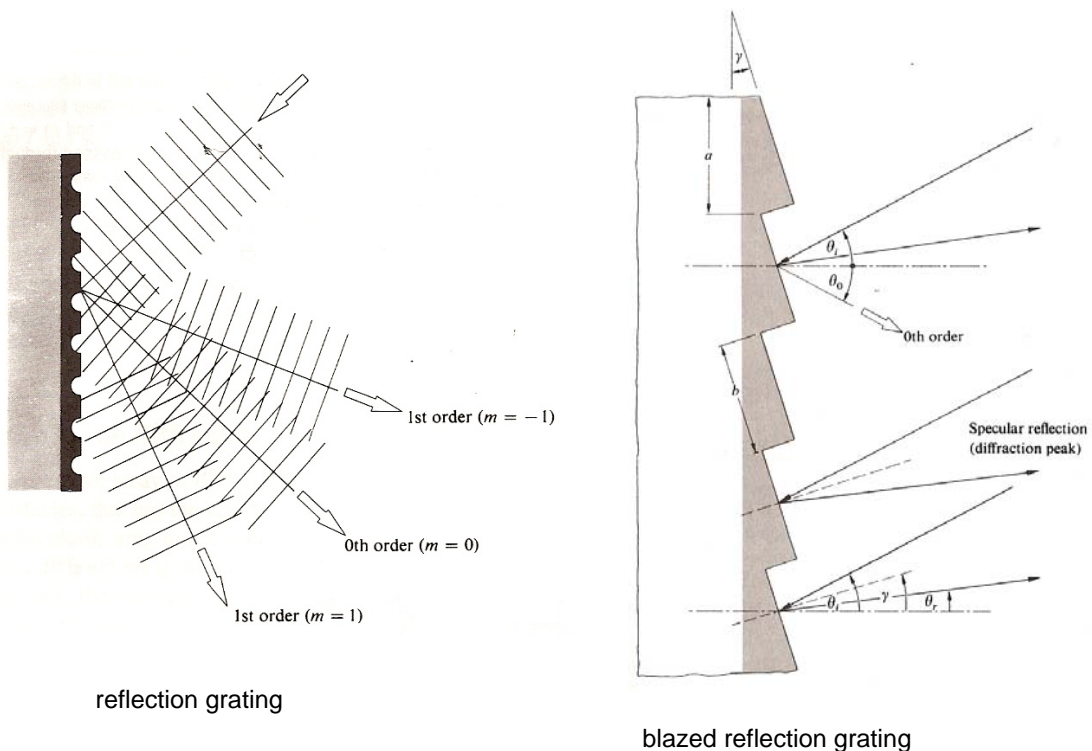 1st order (m = −1)
0th order (m = 0)
1st order (m = 1)
reflection grating
γ
a
θi
θ0
0th order
b
Specular reflection
(diffraction peak)
θi
γ
θr
blazed reflection grating